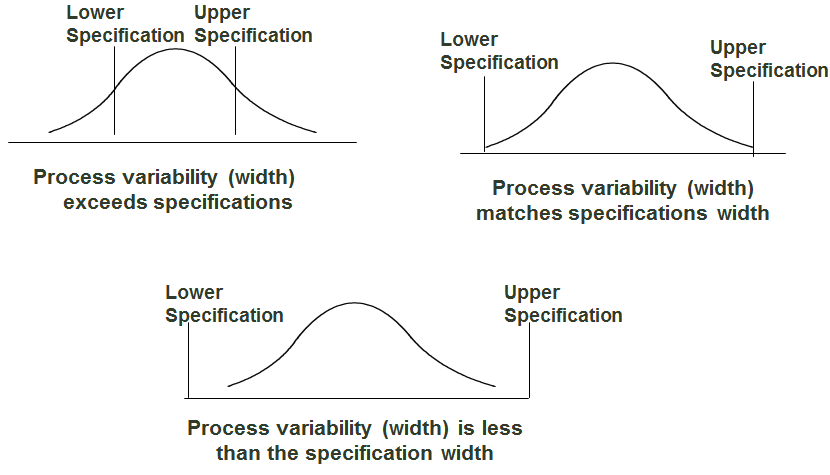 Lower
Specification
Upper
Specification
Process variability (width)
exceeds specifications
Lower
Specification
Upper
Specification
Process variability (width)
matches specifications width
Lower
Specification
Upper
Specification
Process variability (width) is less
than the specification width